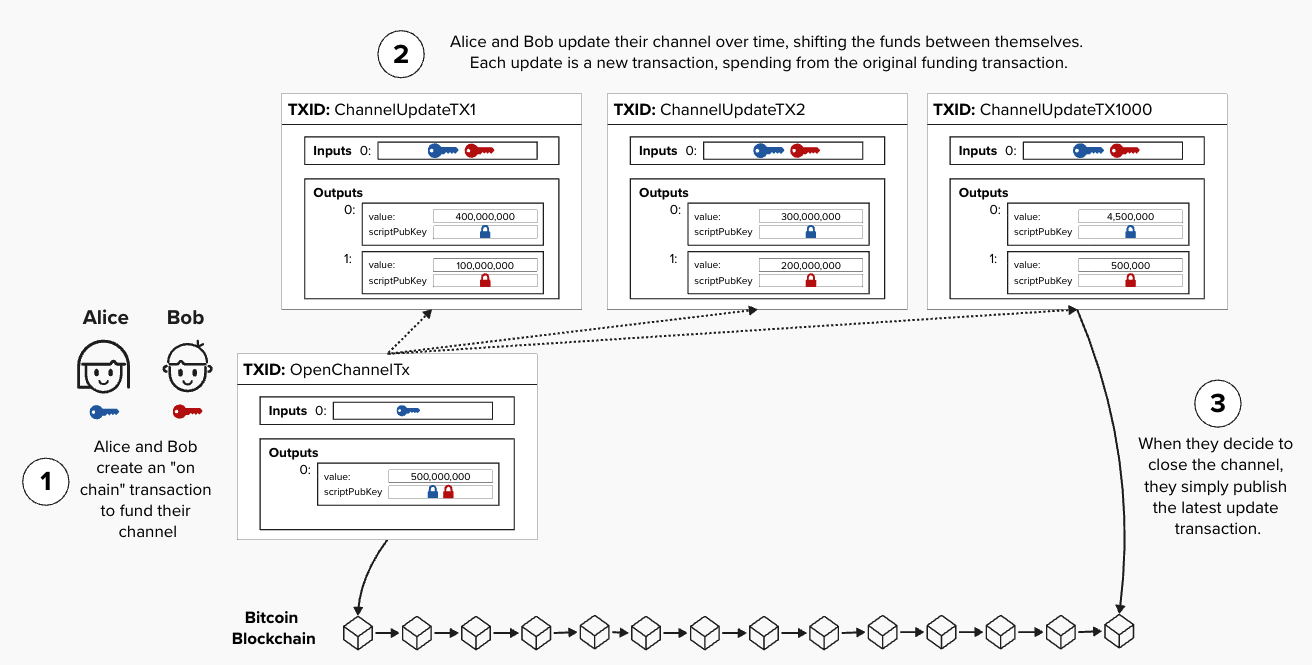 2
Alice and Bob update their channel over time, shifting the funds between themselves.
Each update is a new transaction, spending from the original funding transaction.
TXID: ChannelUpdateTX1
Inputs 0:
Outputs
0:
value: 400,000,000
scriptPubKey
1:
value: 100,000,000
scriptPubKey
TXID: ChannelUpdateTX2
Inputs 0:
Outputs
0:
value: 300,000,000
scriptPubKey
1:
value: 200,000,000
scriptPubKey
TXID: ChannelUpdateTX1000
Inputs 0:
Outputs
0:
value: 4,500,000
scriptPubKey
1:
value: 500,000
scriptPubKey
Alice Bob
1
Alice and Bob
create an "on
chain" transaction
to fund their
channel
TXID: OpenChannelTx
Inputs 0:
Outputs
0:
value: 500,000,000
scriptPubKey
3
When they decide to
close the channel,
they simply publish
the latest update
transaction.
Bitcoin
Blockchain